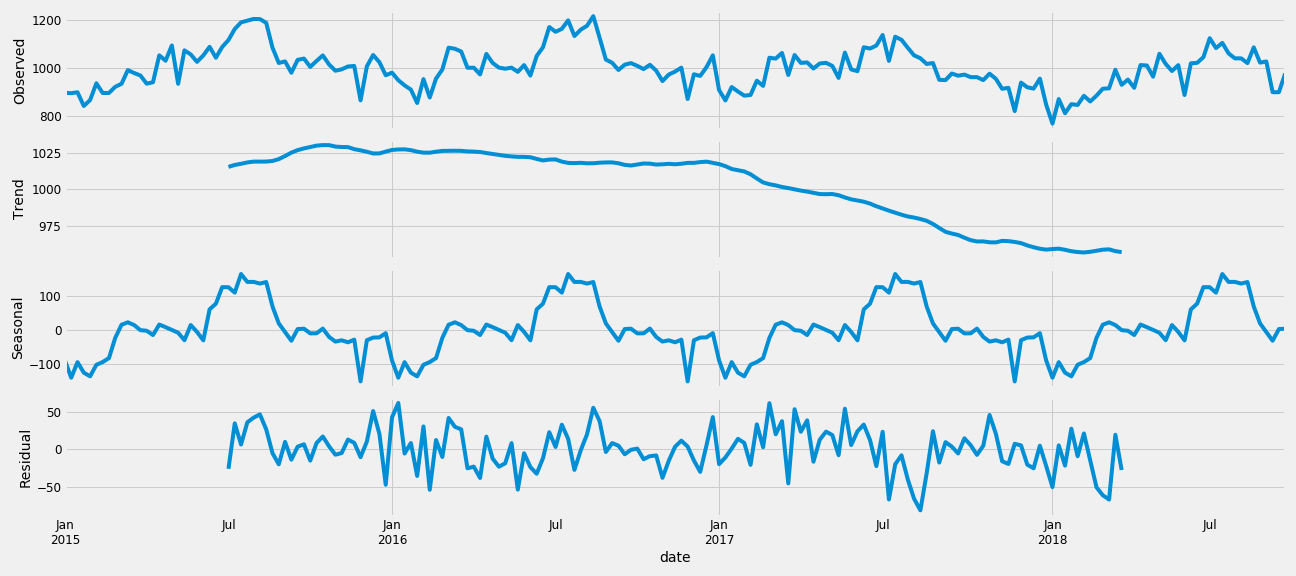 Observed
1200
1000
800
Trend
1025
1000
975
Seasonal
100
0
−100
Residual
50
0
−50
Jan
2015
Jul
Jan
2016
Jul
Jan
2017
Jul
Jan
2018
Jul
date